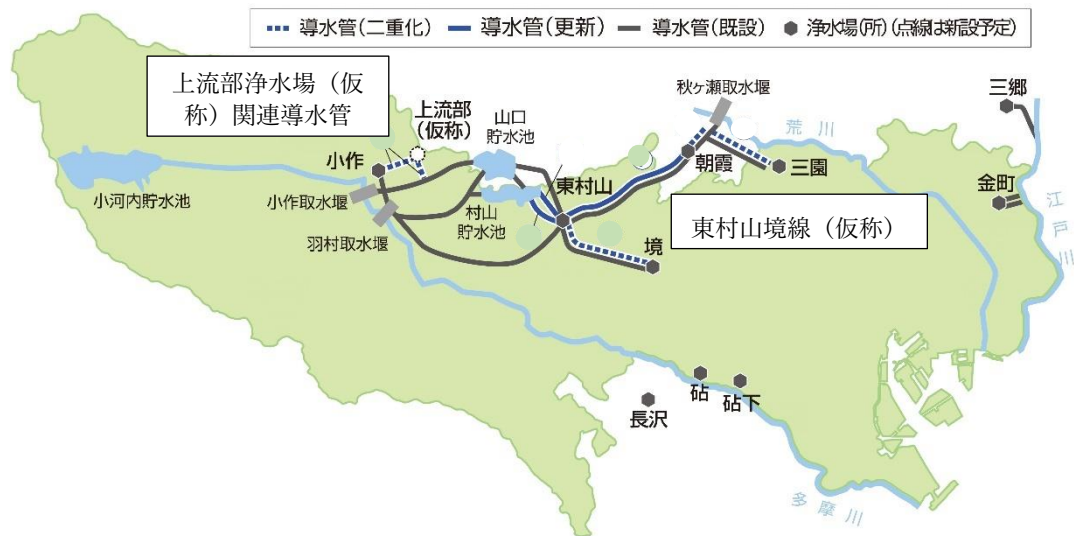 導水管(二重化)
導水管(更新)
導水管(既設)
浄水場(所)(点線は新設予定)
上流部浄水場（仮
称）関連導水管
上流部
(仮称)
山口
貯水池
秋ヶ瀬取水堰
荒川
三郷
小作
朝霞
三園
東村山
金町
小河内貯水池
小作取水堰
村山
貯水池
江戸川
東村山境線（仮称）
羽村取水堰
境
砧
砧下
長沢
多摩川